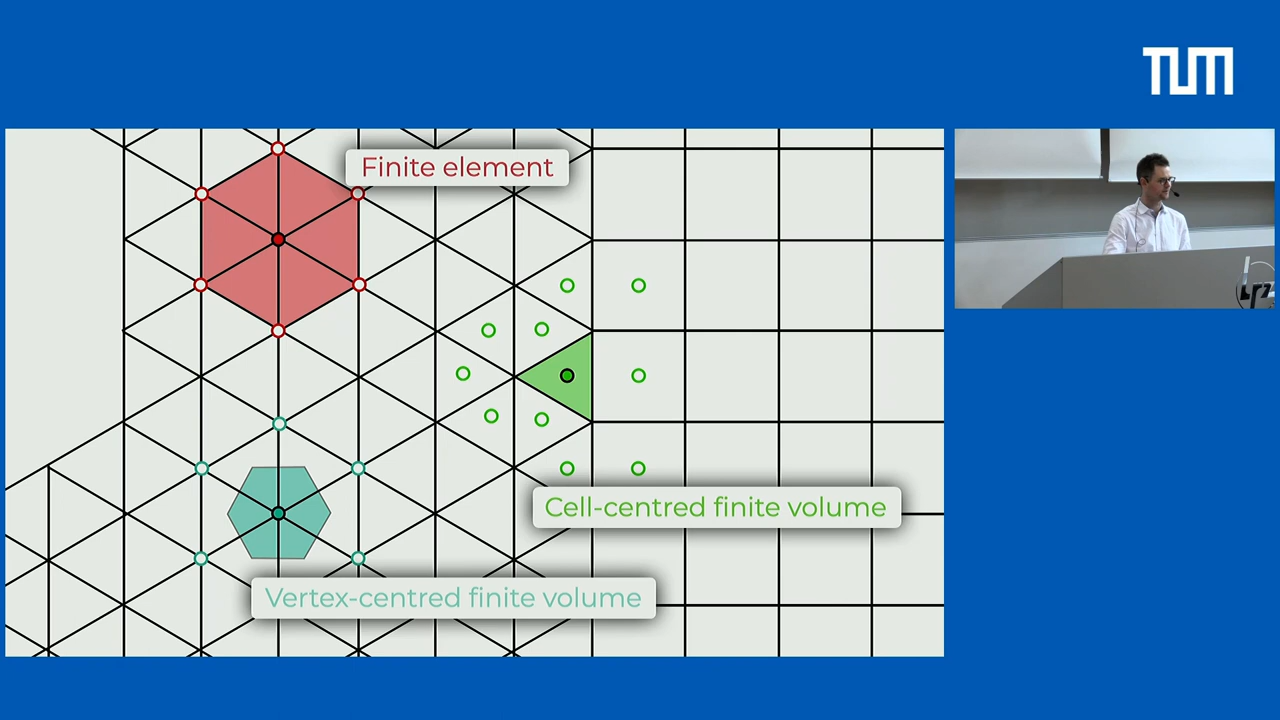 TUM
Finite element
Cell-centred finite volume
Vertex-centred finite volume